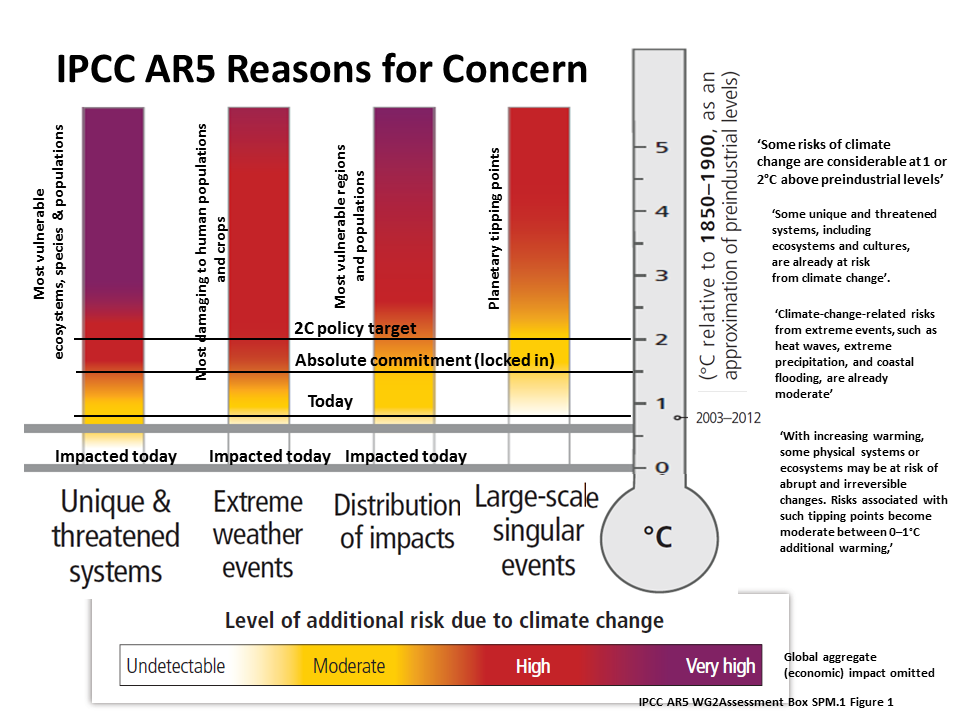 IPCC AR5 Reasons for Concern
Most vulnerable
ecosystems, species & populations
Most damaging to human populations
and crops
Most vulnerable regions
and populations
Planetary tipping points
2C policy target
Absolute commitment (locked in)
Today
Impacted today
Impacted today
Impacted today
Unique &
threatened
systems
Extreme
weather
events
Distribution
of impacts
Large-scale
singular
events
5
4
3
2
1
0
2003–2012
°C
(°C relative to 1850–1900, as an
approximation of preindustrial levels)
‘Some risks of climate
change are considerable at 1 or
2°C above preindustrial levels’
‘Some unique and threatened
systems, including
ecosystems and cultures,
are already at risk
from climate change’.
‘Climate-change-related risks
from extreme events, such as
heat waves, extreme
precipitation, and coastal
flooding, are already
moderate’
‘With increasing warming,
some physical systems or
ecosystems may be at risk of
abrupt and irreversible
changes. Risks associated with
such tipping points become
moderate between 0–1°C
additional warming,’
Level of additional risk due to climate change
Undetectable
Moderate
High
Very high
Global aggregate
(economic) impact omitted
IPCC AR5 WG2Assessment Box SPM.1 Figure 1